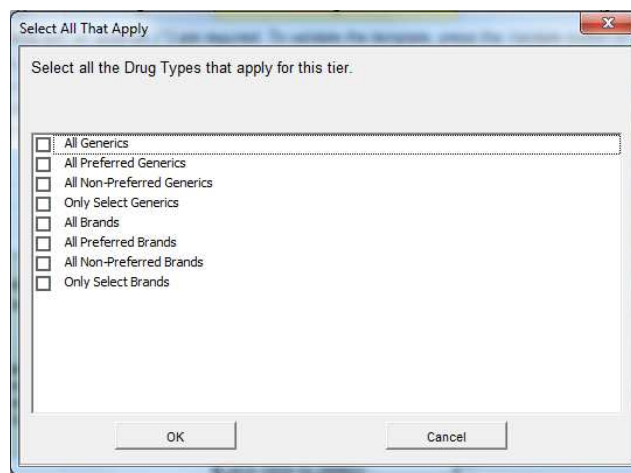 Select All That Apply
Select all the Drug Types that apply for this tier.
All Generics
All Preferred Generics
All Non-Preferred Generics
Only Select Generics
All Brands
All Preferred Brands
All Non-Preferred Brands
Only Select Brands
OK
Cancel